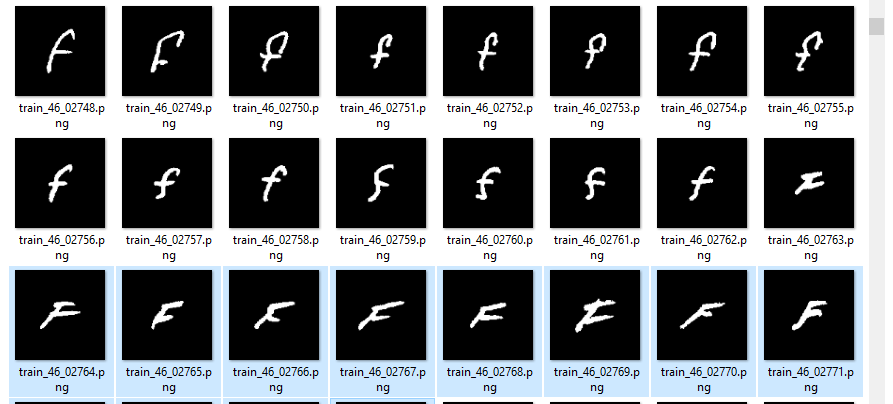 F F f f f f f f
train_46_02748.p train_46_02749.p train_46_02750.p train_46_02751.p train_46_02752.p train_46_02753.p train_46_02754.p train_46_02755.p
ng ng ng ng ng ng ng ng
f f f f f f f
train_46_02756.p train_46_02757.p train_46_02758.p train_46_02759.p train_46_02760.p train_46_02761.p train_46_02762.p train_46_02763.p
ng ng ng ng ng ng ng ng
F F F F F F F F
train_46_02764.p train_46_02765.p train_46_02766.p train_46_02767.p train_46_02768.p train_46_02769.p train_46_02770.p train_46_02771.p
ng ng ng ng ng ng ng ng